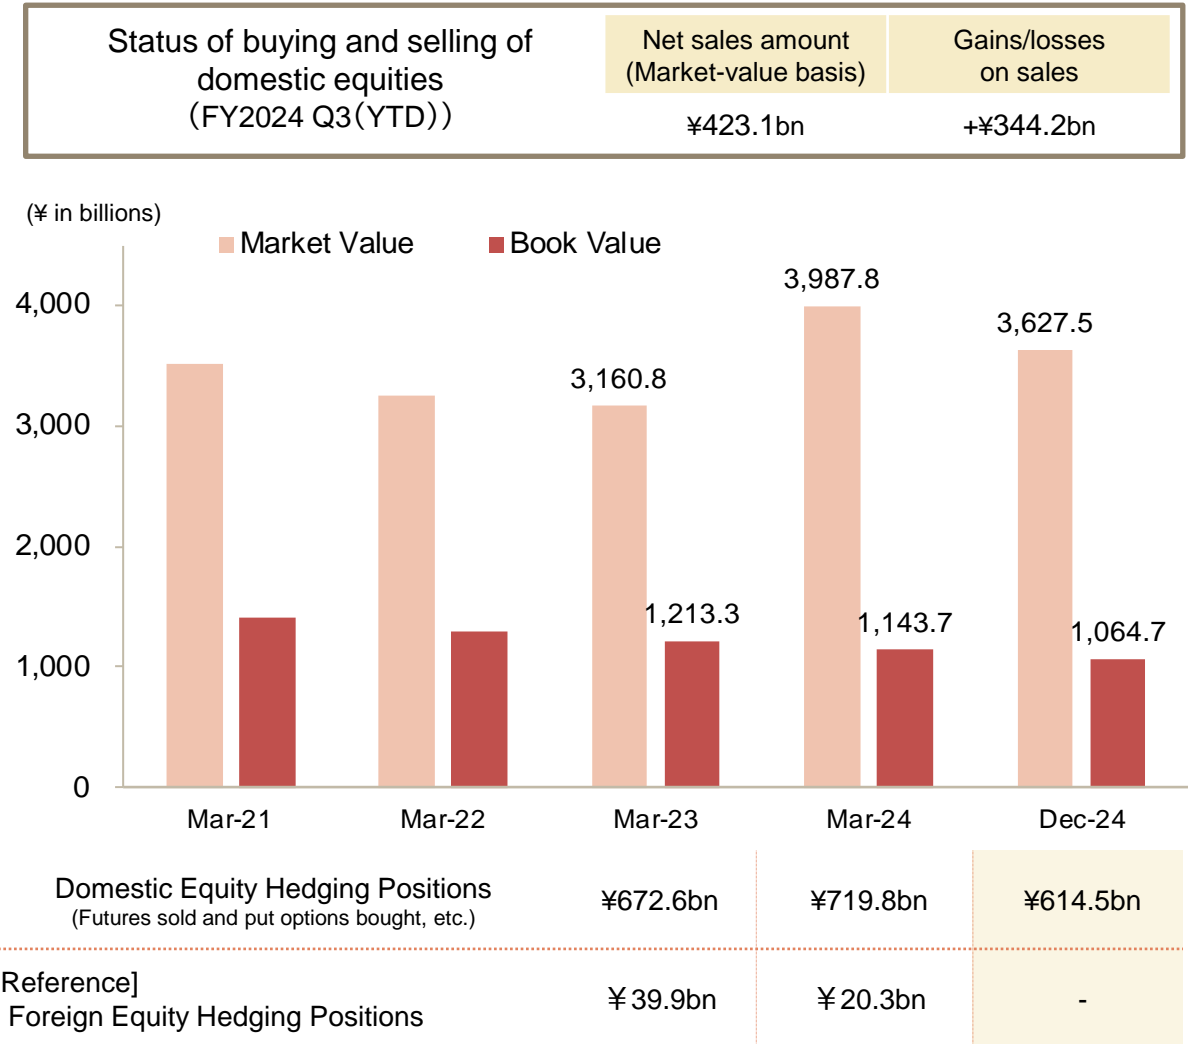 Status of buying and selling of
domestic equities
(FY2024 Q3(YTD))
Net sales amount
(Market-value basis)
Gains/losses
on sales
¥423.1bn
+¥344.2bn
(¥ in billions)
Market Value
Book Value
4,000
3,000
2,000
1,000
0
3,160.8
3,987.8
3,627.5
1,213.3
1,143.7
1,064.7
Mar-21
Mar-22
Mar-23
Mar-24
Dec-24
Domestic Equity Hedging Positions
(Futures sold and put options bought, etc.)
¥672.6bn
¥719.8bn
¥614.5bn
Reference]
Foreign Equity Hedging Positions
¥39.9bn
¥20.3bn
-